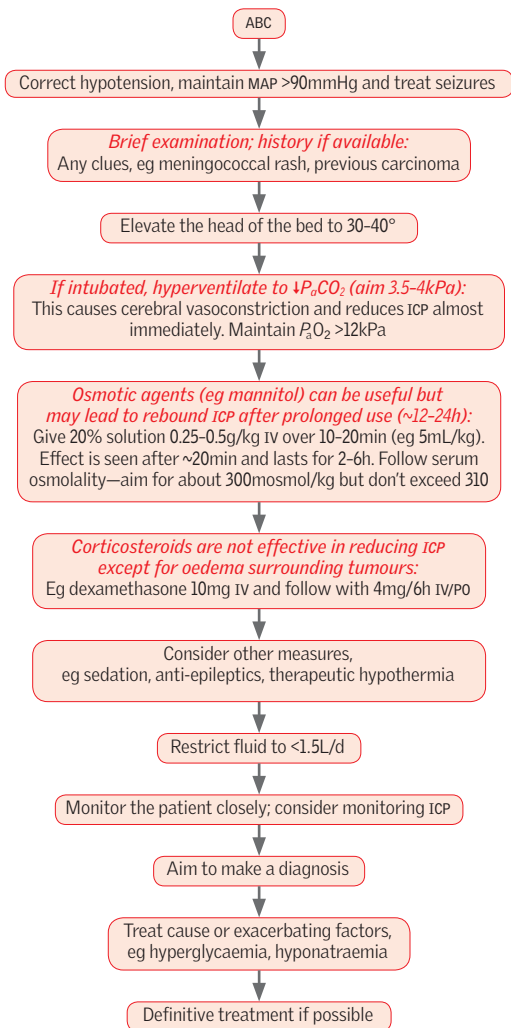 ABC
Correct hypotension, maintain MAP >90mmHg and treat seizures
Brief examination; history if available:
Any clues, eg meningococcal rash, previous carcinoma
Elevate the head of the bed to 30–40°
If intubated, hyperventilate to ↓PaCO₂ (aim 3.5–4kPa):
This causes cerebral vasoconstriction and reduces ICP almost
immediately. Maintain PaO₂ >12kPa
Osmotic agents (eg mannitol) can be useful but
may lead to rebound ICP after prolonged use (~12–24h):
Give 20% solution 0.25–0.5g/kg IV over 10–20min (eg 5mL/kg).
Effect is seen after ~20min and lasts for 2–6h. Follow serum
osmolality—aim for about 300mosmol/kg but don't exceed 310
Corticosteroids are not effective in reducing ICP
except for oedema surrounding tumours:
Eg dexamethasone 10mg IV and follow with 4mg/6h IV/PO
Consider other measures,
eg sedation, anti-epileptics, therapeutic hypothermia
Restrict fluid to <1.5L/d
Monitor the patient closely; consider monitoring ICP
Aim to make a diagnosis
Treat cause or exacerbating factors,
eg hyperglycaemia, hyponatraemia
Definitive treatment if possible